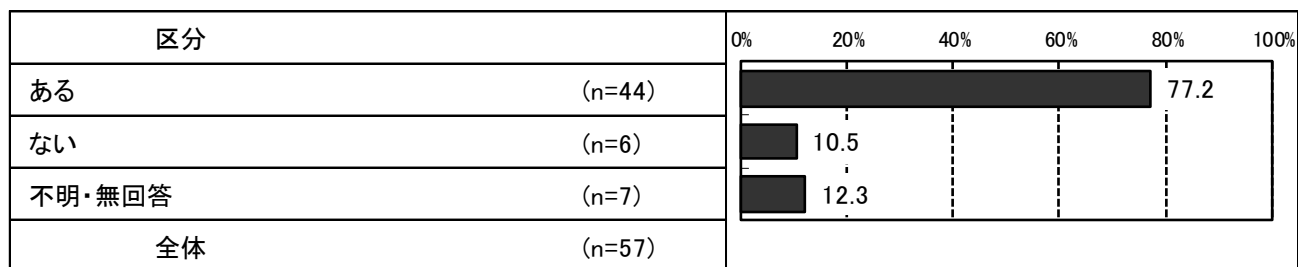 区分 0% 20% 40% 60% 80% 100%
ある (n=44) 77.2
ない (n=6) 10.5
不明・無回答 (n=7) 12.3
全体 (n=57)